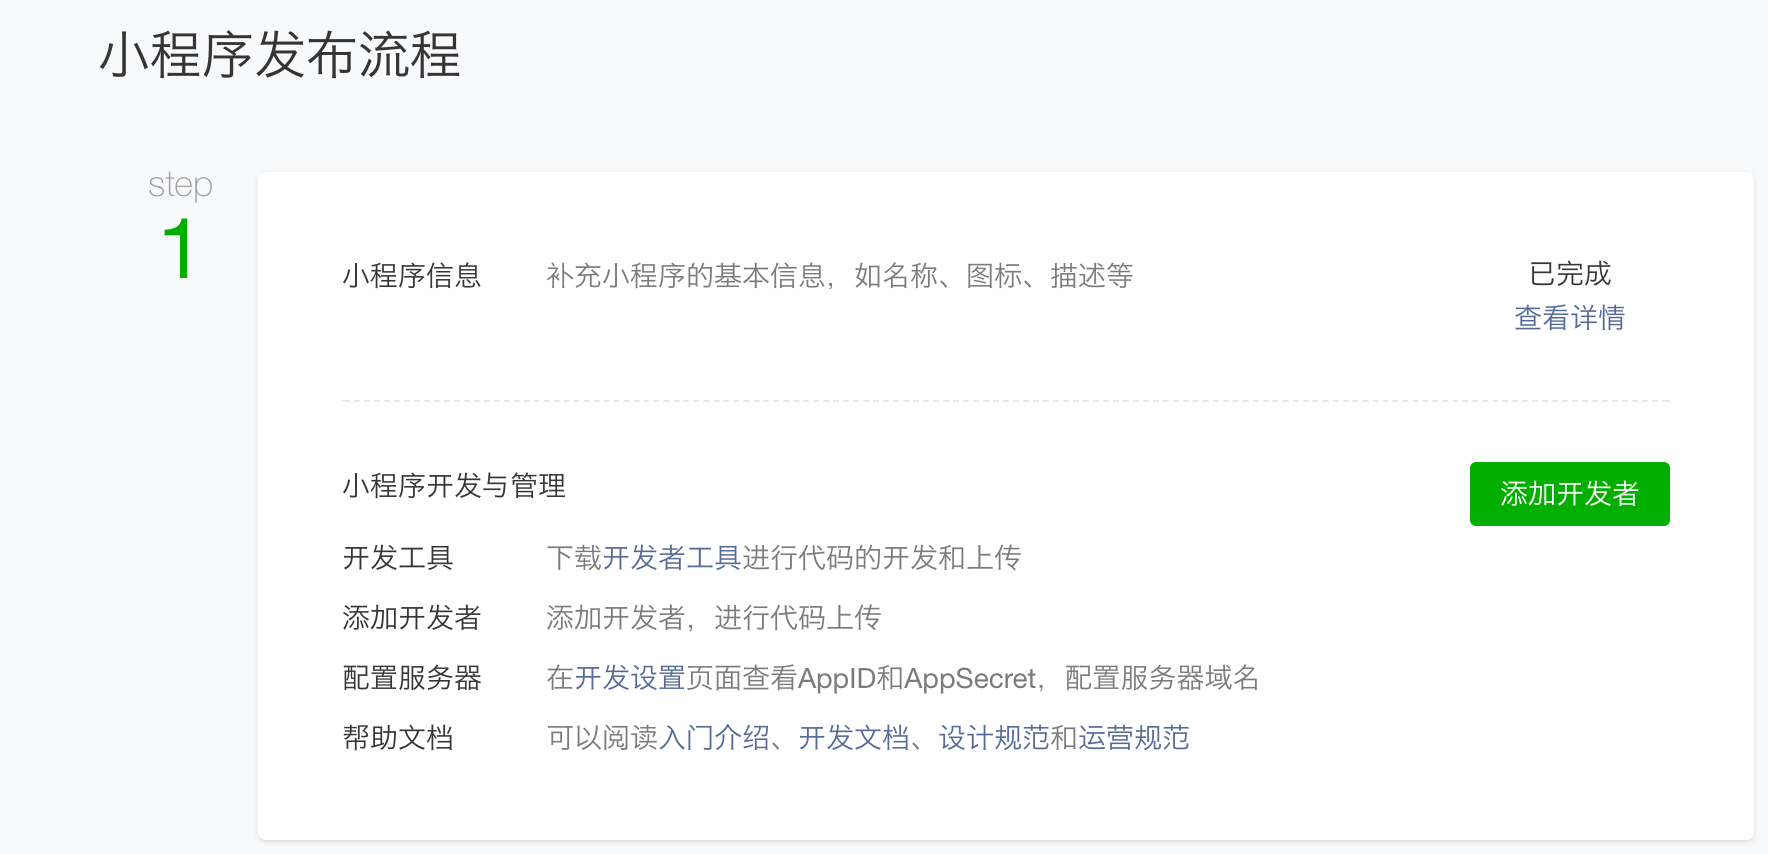 小程序发布流程
step
1
小程序信息 补充小程序的基本信息，如名称、图标、描述等 已完成
查看详情
小程序开发与管理 添加开发者
开发工具 下载开发者工具进行代码的开发和上传
添加开发者 添加开发者，进行代码上传
配置服务器 在开发设置页面查看AppID和AppSecret，配置服务器域名
帮助文档 可以阅读入门介绍、开发文档、设计规范和运营规范